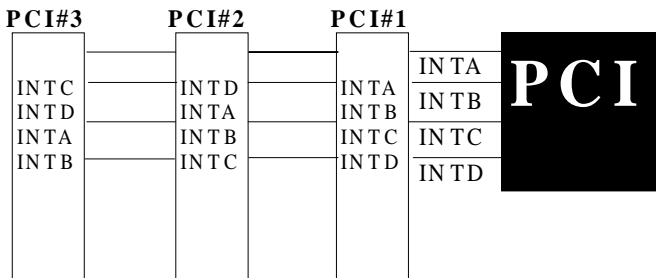 PCI#3 PCI#2 PCI#1
INTA
PCI
INTC INTD INTA
INTB
INTD INTA INTB
INTA INTB INTC
INTC
INTB INTC INTD
INTD